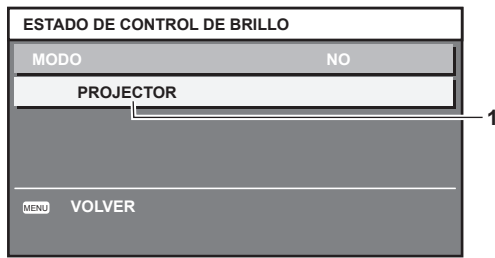 ESTADO DE CONTROL DE BRILLO
MODO NO
PROJECTOR
1
MENU VOLVER